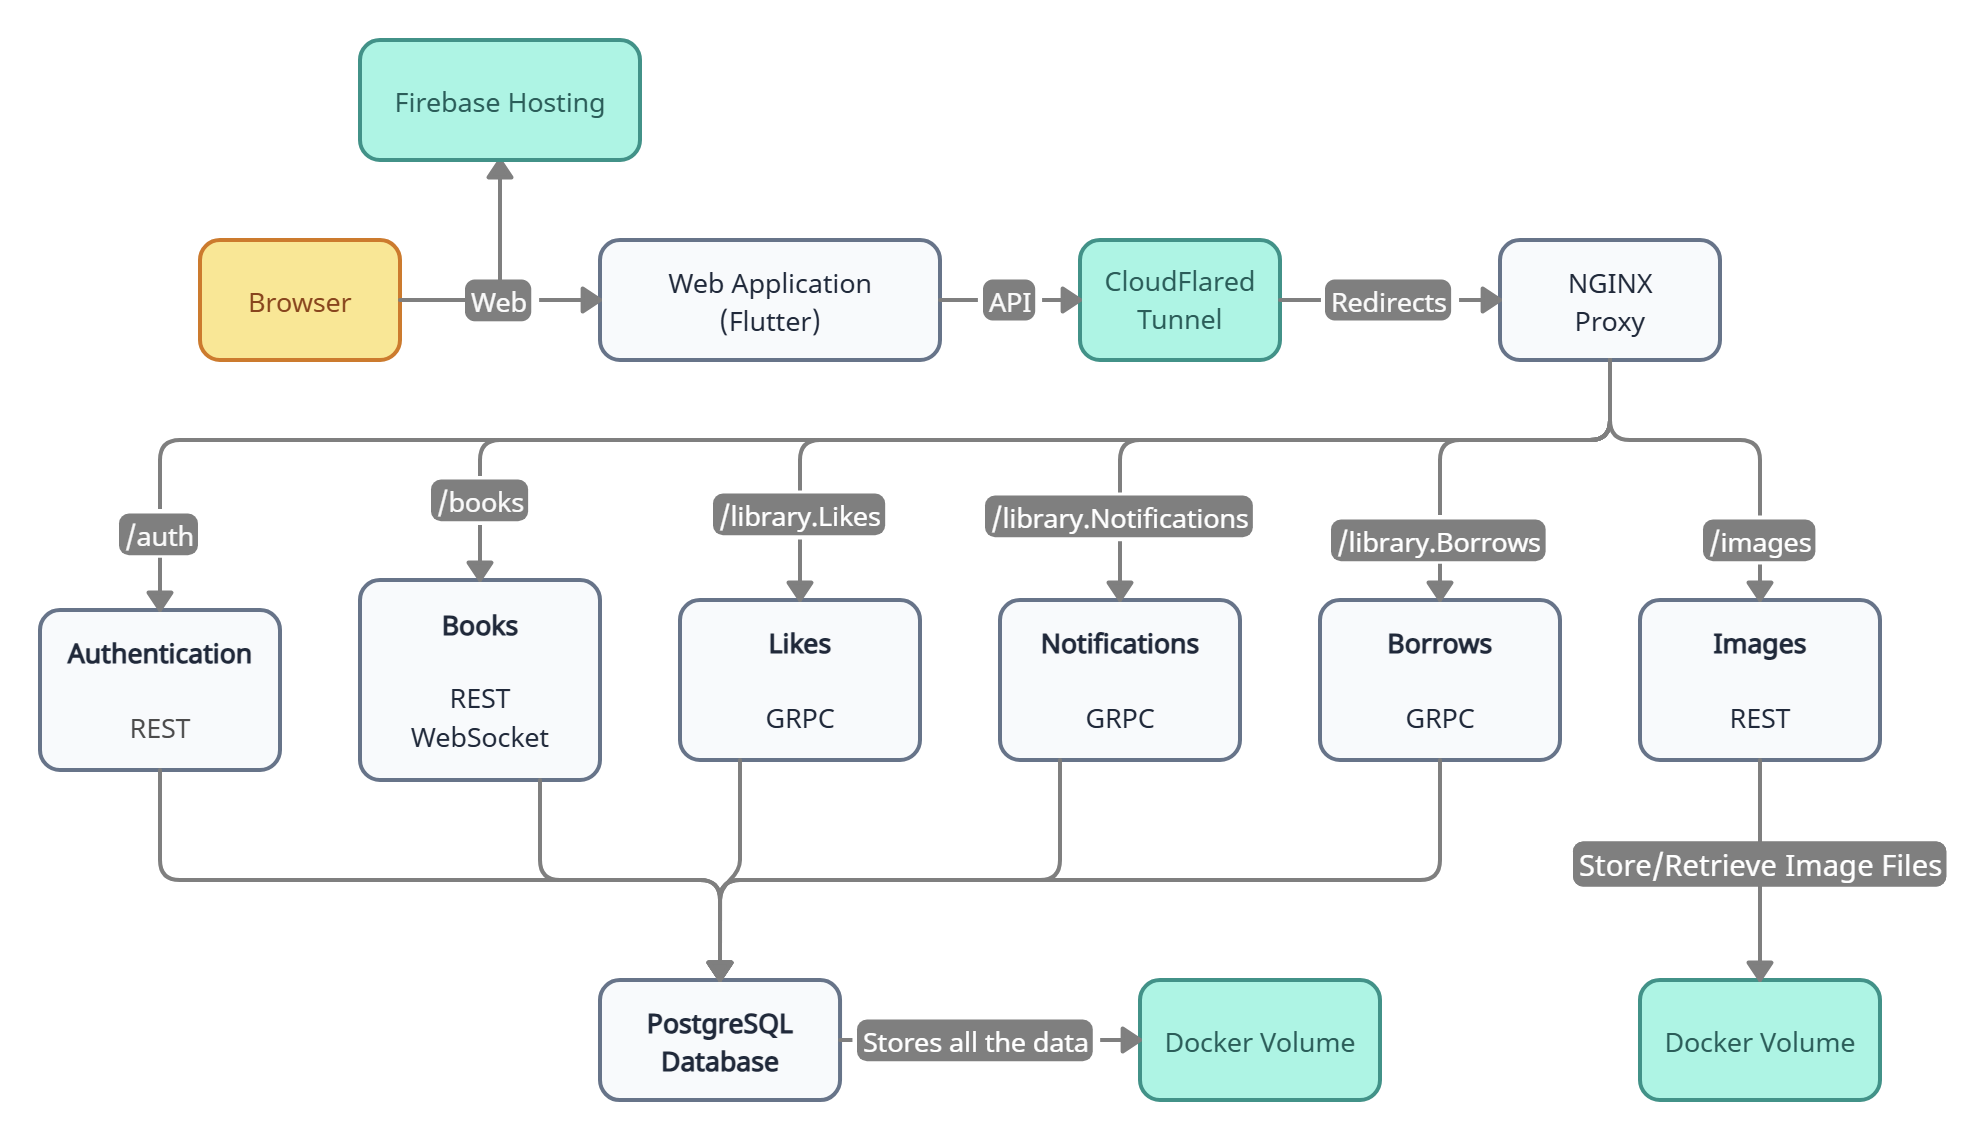 Firebase Hosting
Browser
Web
Web Application
(Flutter)
API
CloudFlared
Tunnel
Redirects
NGINX
Proxy
/auth
/books
/library.Likes
/library.Notifications
/library.Borrows
/images
Authentication
REST
Books
REST
WebSocket
Likes
GRPC
Notifications
GRPC
Borrows
GRPC
Images
REST
Store/Retrieve Image Files
PostgreSQL
Database
Stores all the data
Docker Volume
Docker Volume